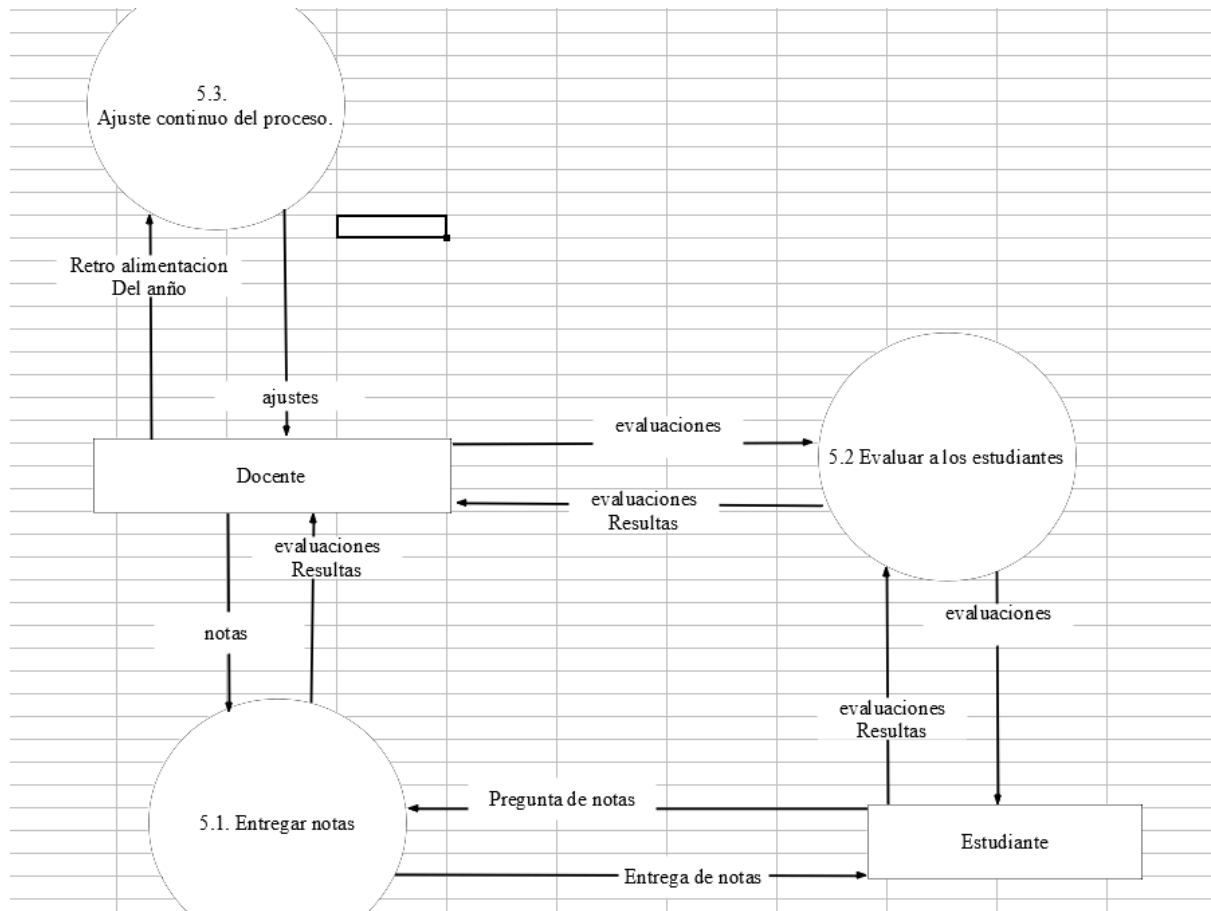 5.3.
Ajuste continuo del proceso.
Retro alimentacion
Del anño
ajustes
evaluaciones
Docente
5.2 Evaluar a los estudiantes
evaluaciones
Resultas
evaluaciones
Resultas
evaluaciones
notas
evaluaciones
Resultas
Pregunta de notas
5.1. Entregar notas
Estudiante
Entrega de notas